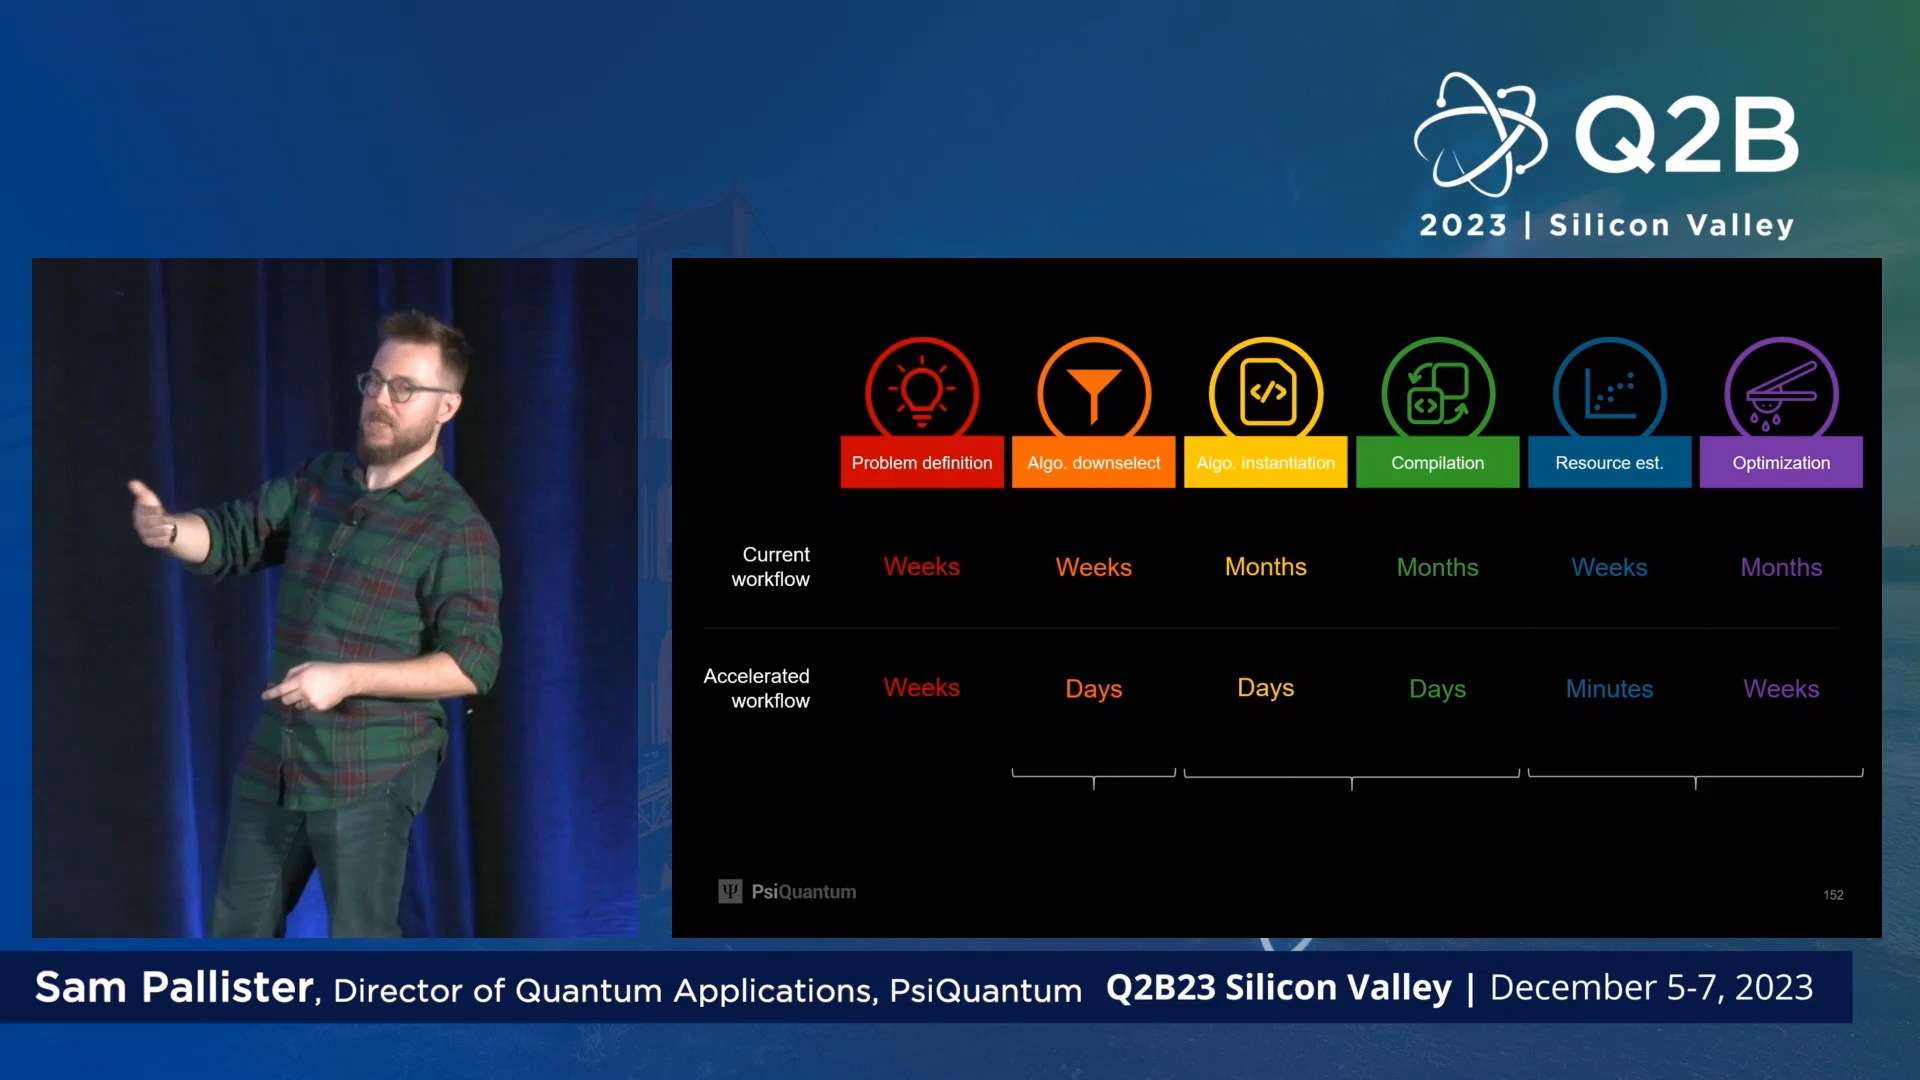 Q2B
2023 | Silicon Valley
Problem definition
Algo. downselect
Algo. instantiation
Compilation
Resource est.
Optimization
Current
workflow
Weeks
Weeks
Months
Months
Weeks
Months
Accelerated
workflow
Weeks
Days
Days
Days
Minutes
Weeks
Ψ PsiQuantum
152
Sam Pallister, Director of Quantum Applications, PsiQuantum
Q2B23 Silicon Valley | December 5-7, 2023